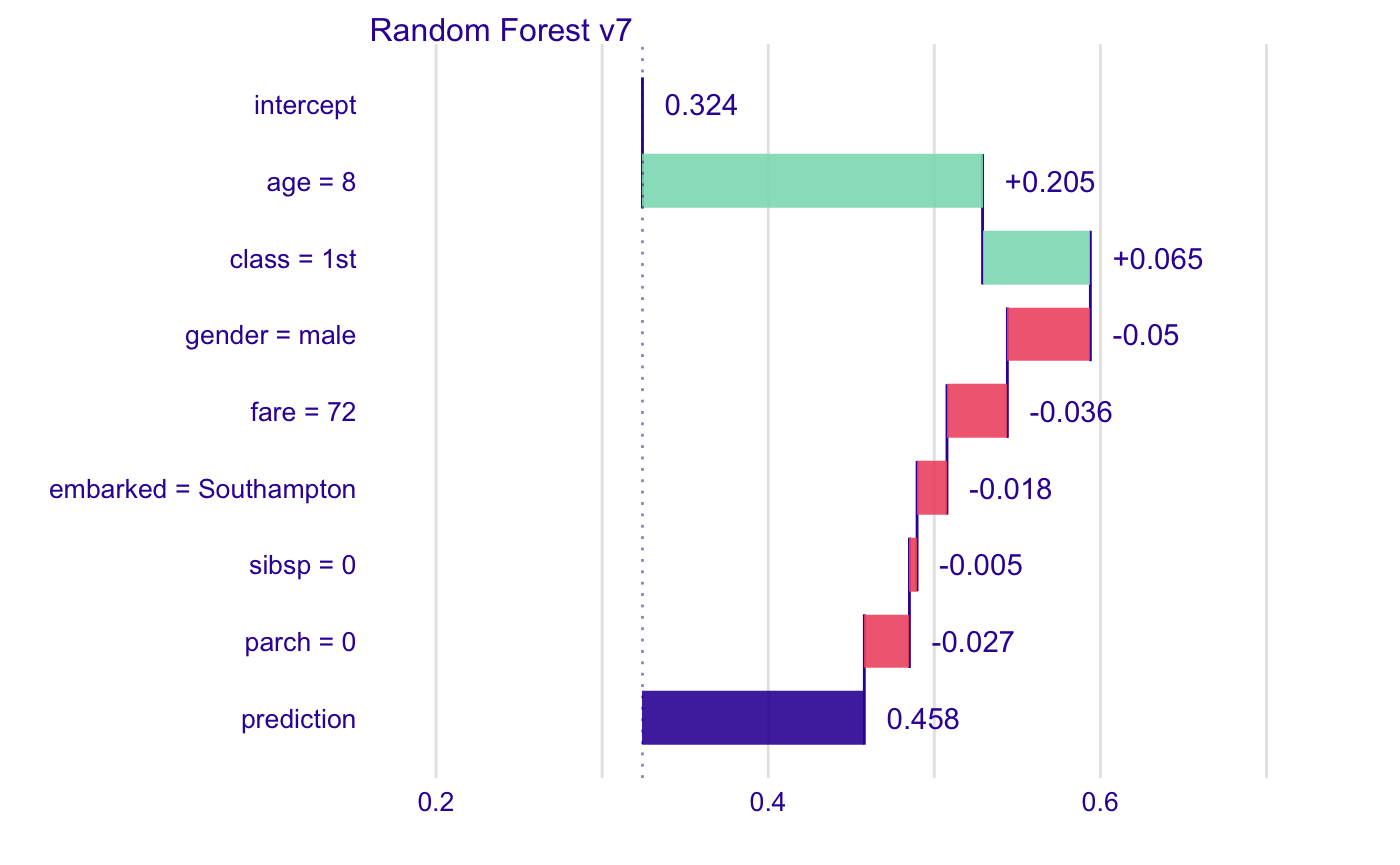 Random Forest v7
intercept 0.324
age = 8 +0.205
class = 1st +0.065
gender = male -0.05
fare = 72 -0.036
embarked = Southampton -0.018
sibsp = 0 -0.005
parch = 0 -0.027
prediction 0.458
0.2 0.4 0.6